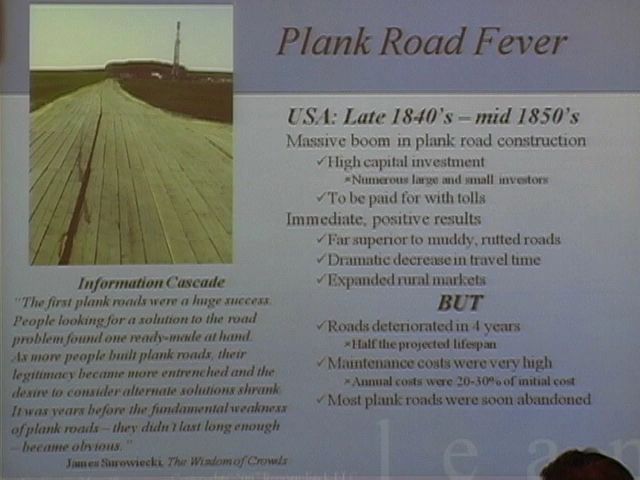 Plank Road Fever
USA: Late 1840's – mid 1850's
Massive boom in plank road construction
✓High capital investment
*Numerous large and small investors
✓To be paid for with tolls
Immediate, positive results
✓Far superior to muddy, rutted roads
✓Dramatic decrease in travel time
✓Expanded rural markets
BUT
✓Roads deteriorated in 4 years
*Half the projected lifespan
✓Maintenance costs were very high
*Annual costs were 20-30% of initial cost
✓Most plank roads were soon abandoned
Information Cascade
"The first plank roads were a huge success.
People looking for a solution to the road
problem found one ready-made at hand.
As more people built plank roads, their
legitimacy became more entrenched and the
desire to consider alternate solutions shrank.
It was years before the fundamental weakness
of plank roads – they didn't last long enough
– became obvious."
James Surowiecki, The Wisdom of Crowds
l e a n